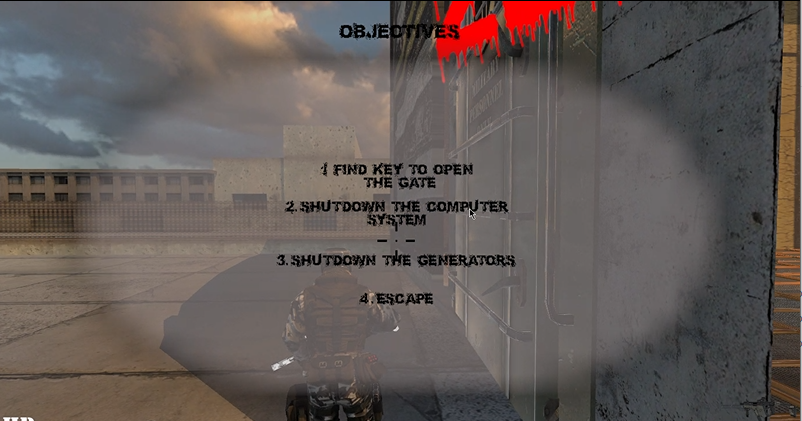 OBJECTIVES
1 FIND KEY TO OPEN
THE GATE
2. SHUTDOWN THE COMPUTER
SYSTEM
3. SHUTDOWN THE GENERATORS
4. ESCAPE